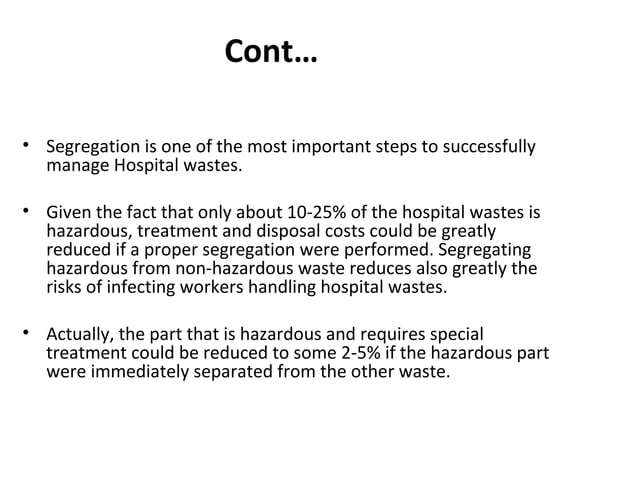 Cont…
• Segregation is one of the most important steps to successfully
manage Hospital wastes.
• Given the fact that only about 10-25% of the hospital wastes is
hazardous, treatment and disposal costs could be greatly
reduced if a proper segregation were performed. Segregating
hazardous from non-hazardous waste reduces also greatly the
risks of infecting workers handling hospital wastes.
• Actually, the part that is hazardous and requires special
treatment could be reduced to some 2-5% if the hazardous part
were immediately separated from the other waste.